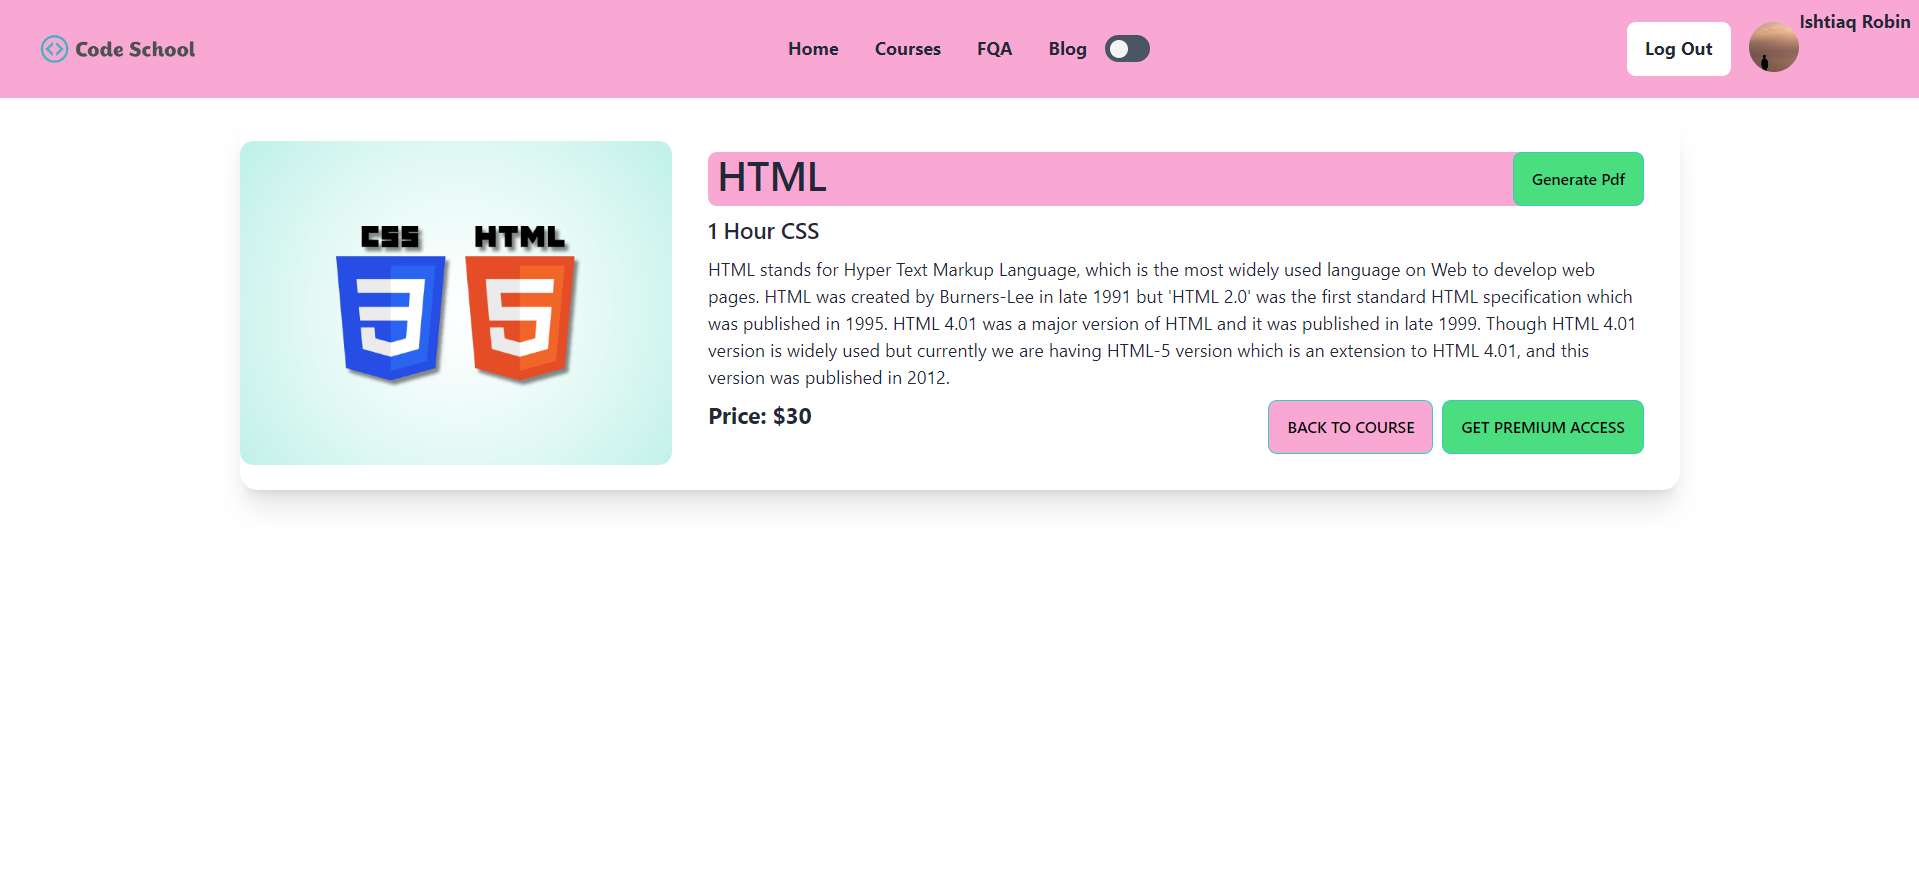 Code School
Home Courses FQA Blog
Log Out
Ishtiaq Robin
CSS HTML
HTML
Generate Pdf
1 Hour CSS
HTML stands for Hyper Text Markup Language, which is the most widely used language on Web to develop web
pages. HTML was created by Burners-Lee in late 1991 but 'HTML 2.0' was the first standard HTML specification which
was published in 1995. HTML 4.01 was a major version of HTML and it was published in late 1999. Though HTML 4.01
version is widely used but currently we are having HTML-5 version which is an extension to HTML 4.01, and this
version was published in 2012.
Price: $30
BACK TO COURSE
GET PREMIUM ACCESS